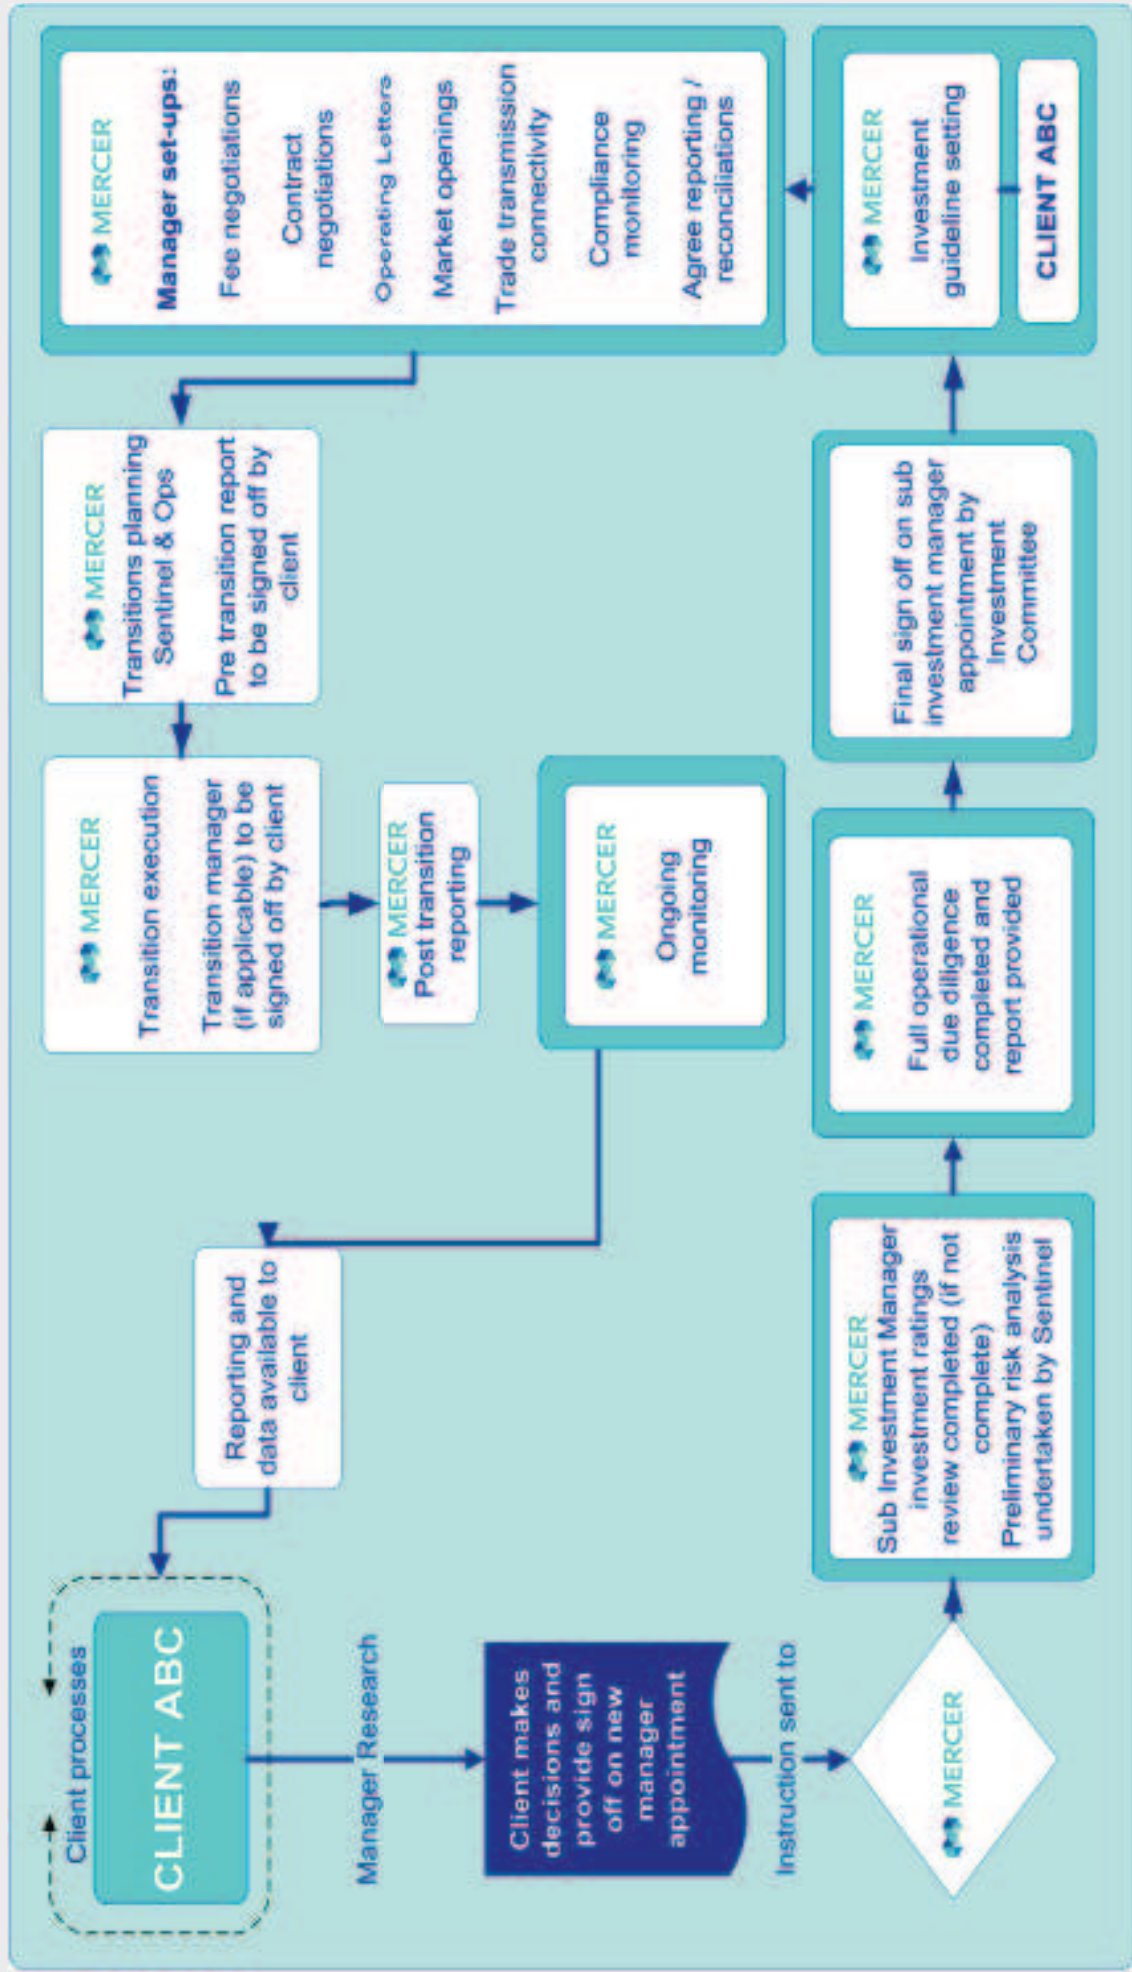 Client processes
CLIENT ABC
Manager Research
Client makes
decisions and
provide sign
off on new
manager
appointment
Instruction sent to
MERCER
MERCER
Sub Investment Manager
investment ratings
review completed (if not
complete)
Preliminary risk analysis
undertaken by Sentinel
MERCER
Full operational
due diligence
completed and
report provided
Final sign off on sub
investment manager
appointment by
Investment
Committee
MERCER
Investment
guideline setting
CLIENT ABC
MERCER
Manager set-ups:
Fee negotiations
Contract
negotiations
Operating Letters
Market openings
Trade transmission
connectivity
Compliance
monitoring
Agree reporting /
reconciliations
MERCER
Transitions planning
Sentinel & Ops
Pre transition report
to be signed off by
client
MERCER
Transition execution
Transition manager
(if applicable) to be
signed off by client
MERCER
Post transition
reporting
MERCER
Ongoing
monitoring
Reporting and
data available to
client